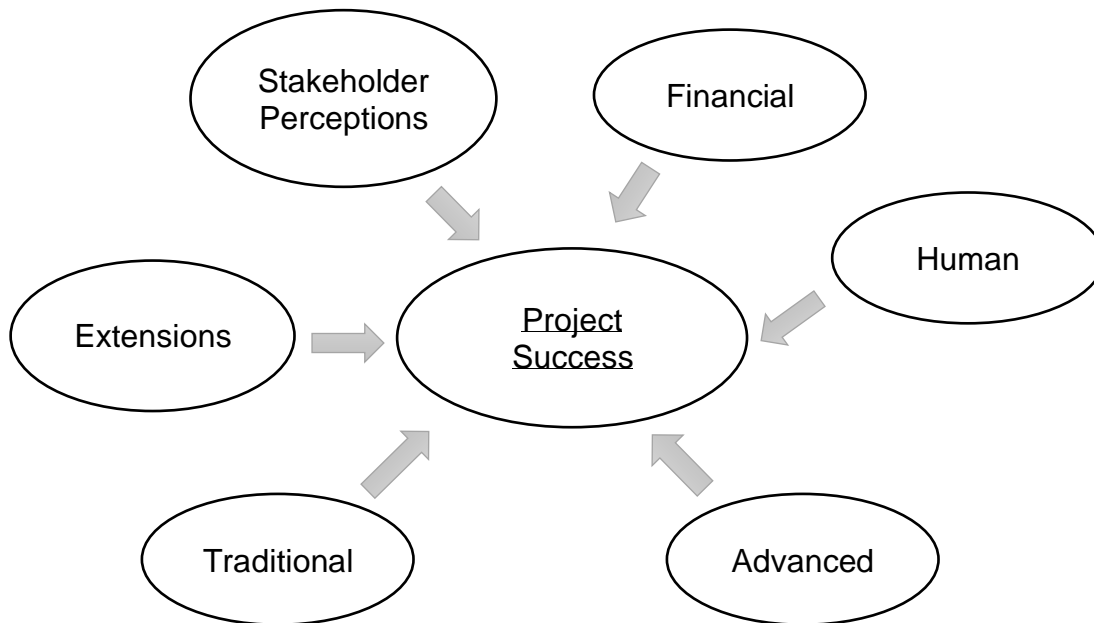 Stakeholder
Perceptions
Financial
Human
Extensions
Project
Success
Traditional
Advanced